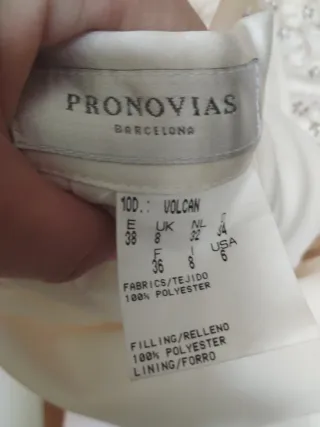 PRONOVIAS
BARCELONA
MOD.: VOLCAN
E UK NL D
38 8 32 34
F I USA
36 8 6
FABRICS/TEJIDO
100% POLYESTER
FILLING/RELLENO
100% POLYESTER
LINING/FORRO